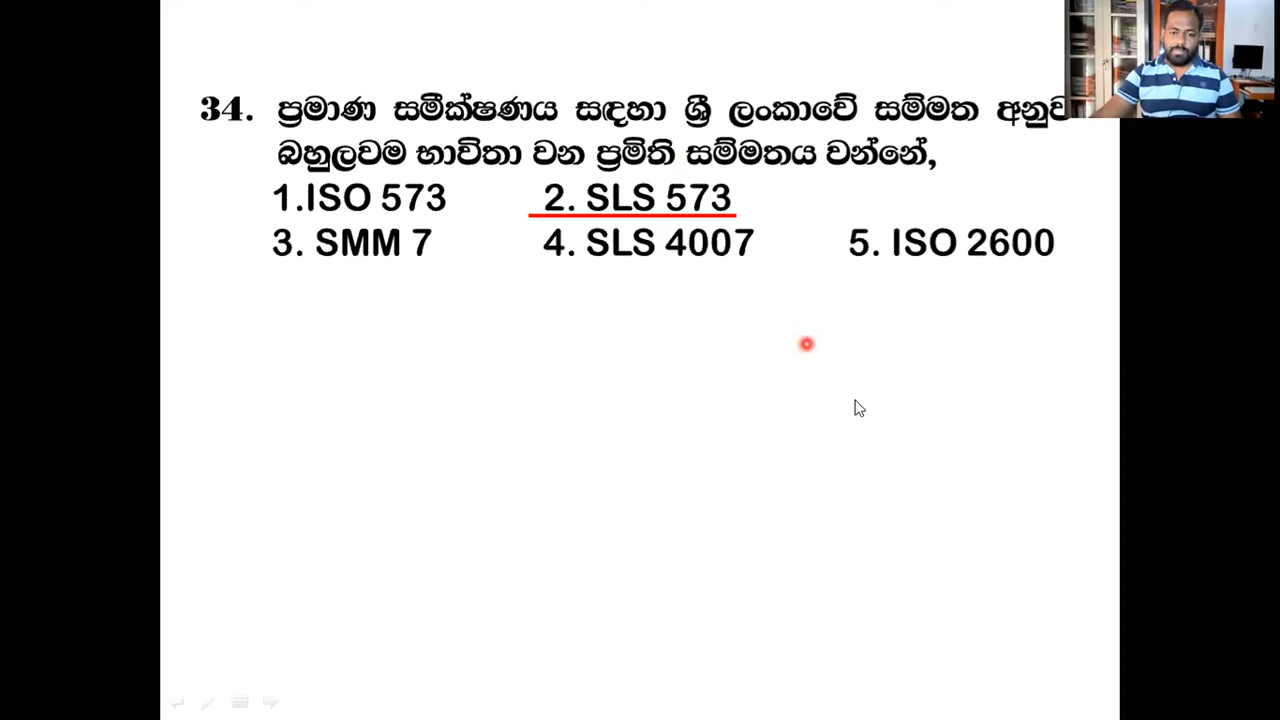 34. ප්‍රමාණ සමීක්ෂණය සඳහා ශ්‍රී ලංකාවේ සම්මත
බහුලවම භාවිතා වන ප්‍රමිති සම්මතය වන්නේ,
1.ISO 573 2. SLS 573
3. SMM 7 4. SLS 4007 5. ISO 2600